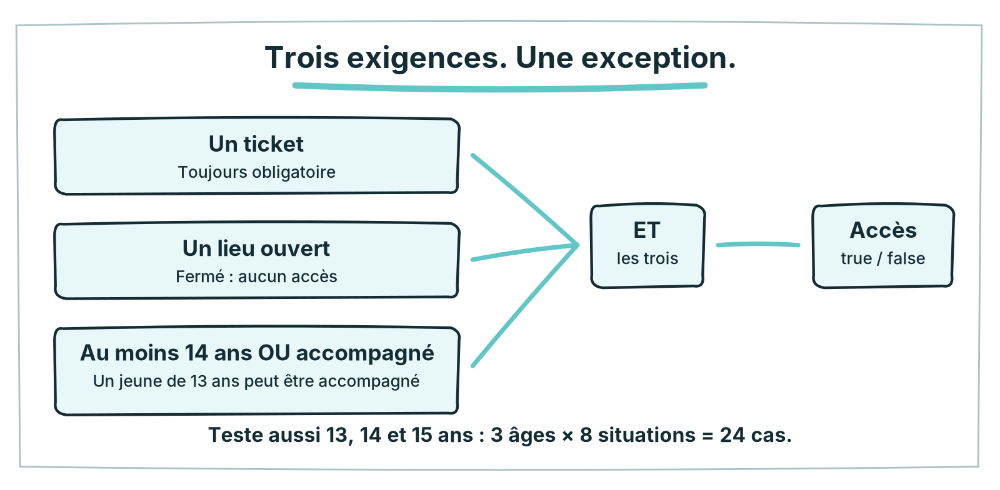 Trois exigences. Une exception.
Un ticket
Toujours obligatoire
Un lieu ouvert
Fermé : aucun accès
Au moins 14 ans OU accompagné
Un jeune de 13 ans peut être accompagné
ET
les trois
Accès
true / false
Teste aussi 13, 14 et 15 ans : 3 âges × 8 situations = 24 cas.